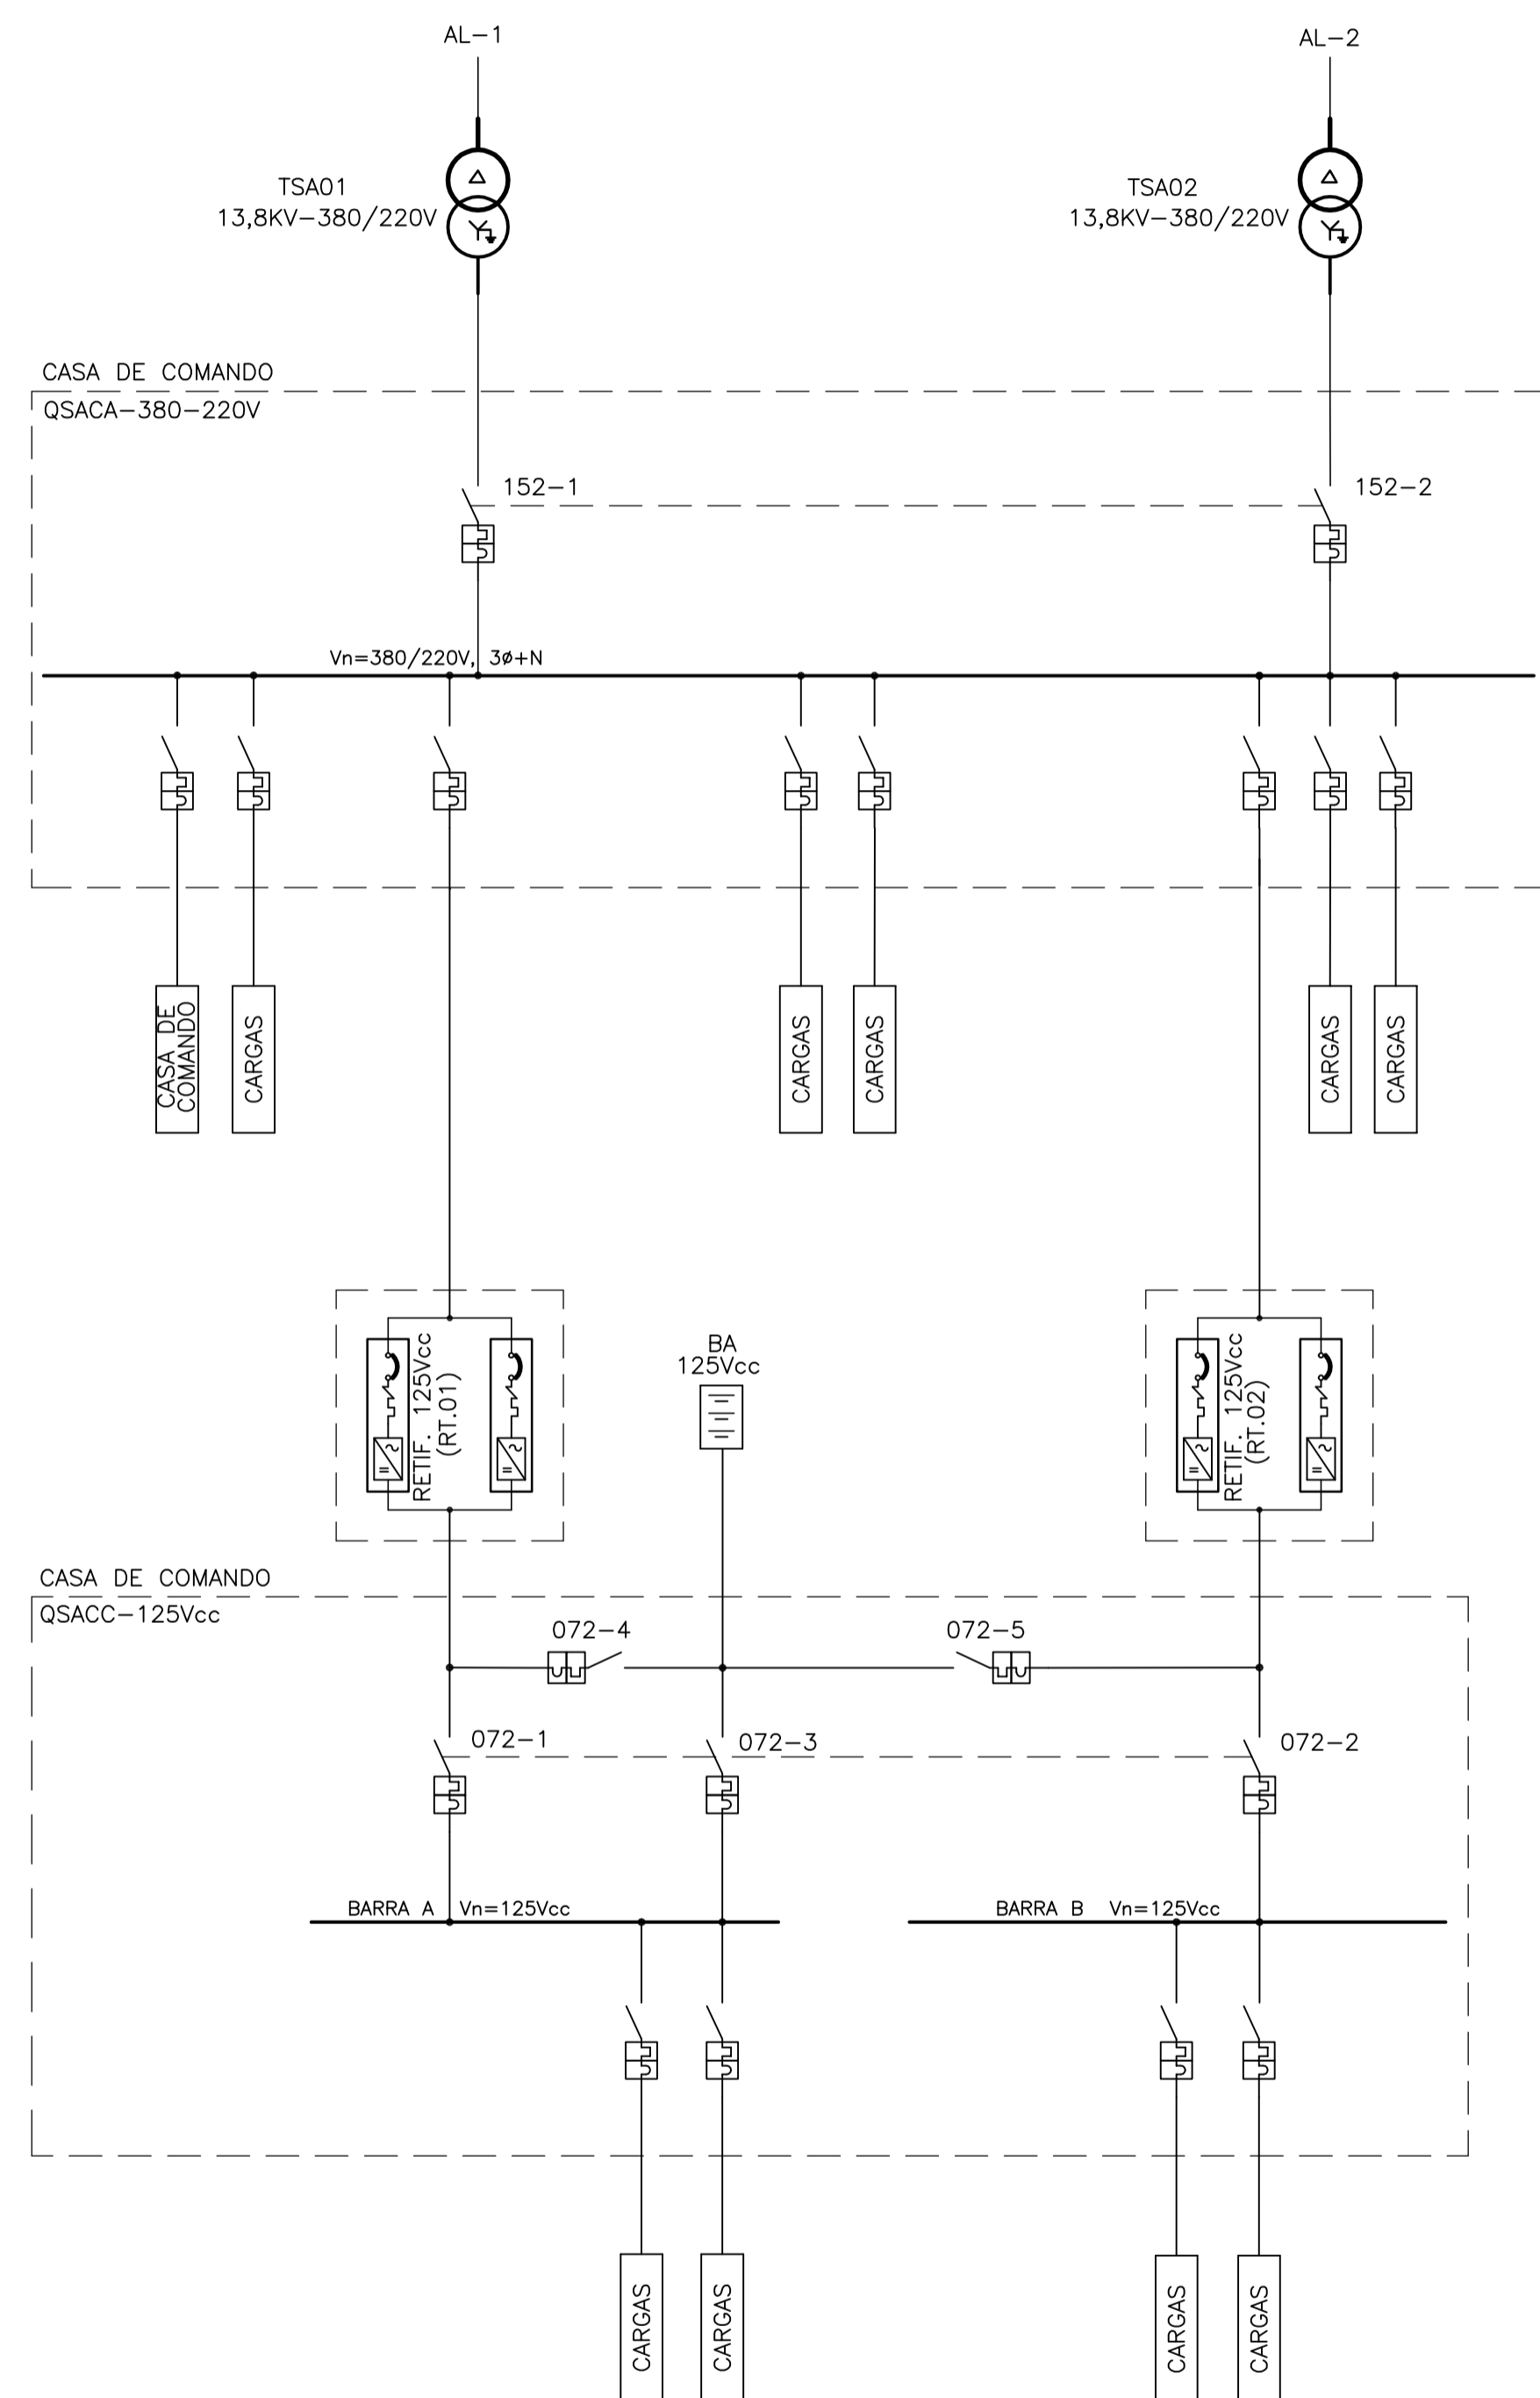 AL-1
AL-2
TSA01
13,8KV-380/220V
TSA02
13,8KV-380/220V
CASA DE COMANDO
QSACA-380-220V
152-1
152-2
Vn=380/220V, 3ø+N
CASA DE
COMANDO
CARGAS
CARGAS
CARGAS
CARGAS
CARGAS
RETIF. 125Vcc
(RT.01)
BA
125Vcc
RETIF. 125Vcc
(RT.02)
CASA DE COMANDO
QSACC-125Vcc
072-4
072-5
072-1
072-3
072-2
BARRA A Vn=125Vcc
BARRA B Vn=125Vcc
CARGAS
CARGAS
CARGAS
CARGAS